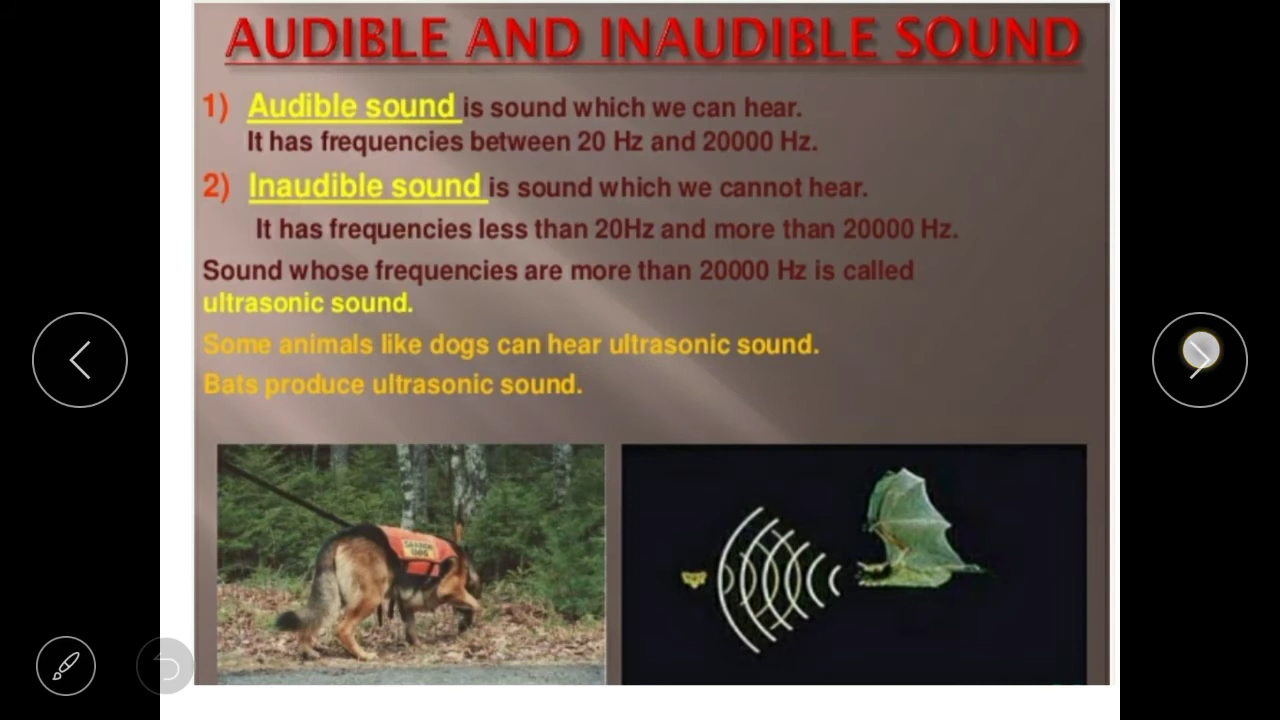 AUDIBLE AND INAUDIBLE SOUND
1) Audible sound is sound which we can hear.
It has frequencies between 20 Hz and 20000 Hz.
2) Inaudible sound is sound which we cannot hear.
It has frequencies less than 20Hz and more than 20000 Hz.
Sound whose frequencies are more than 20000 Hz is called
ultrasonic sound.
Some animals like dogs can hear ultrasonic sound.
Bats produce ultrasonic sound.
DOG